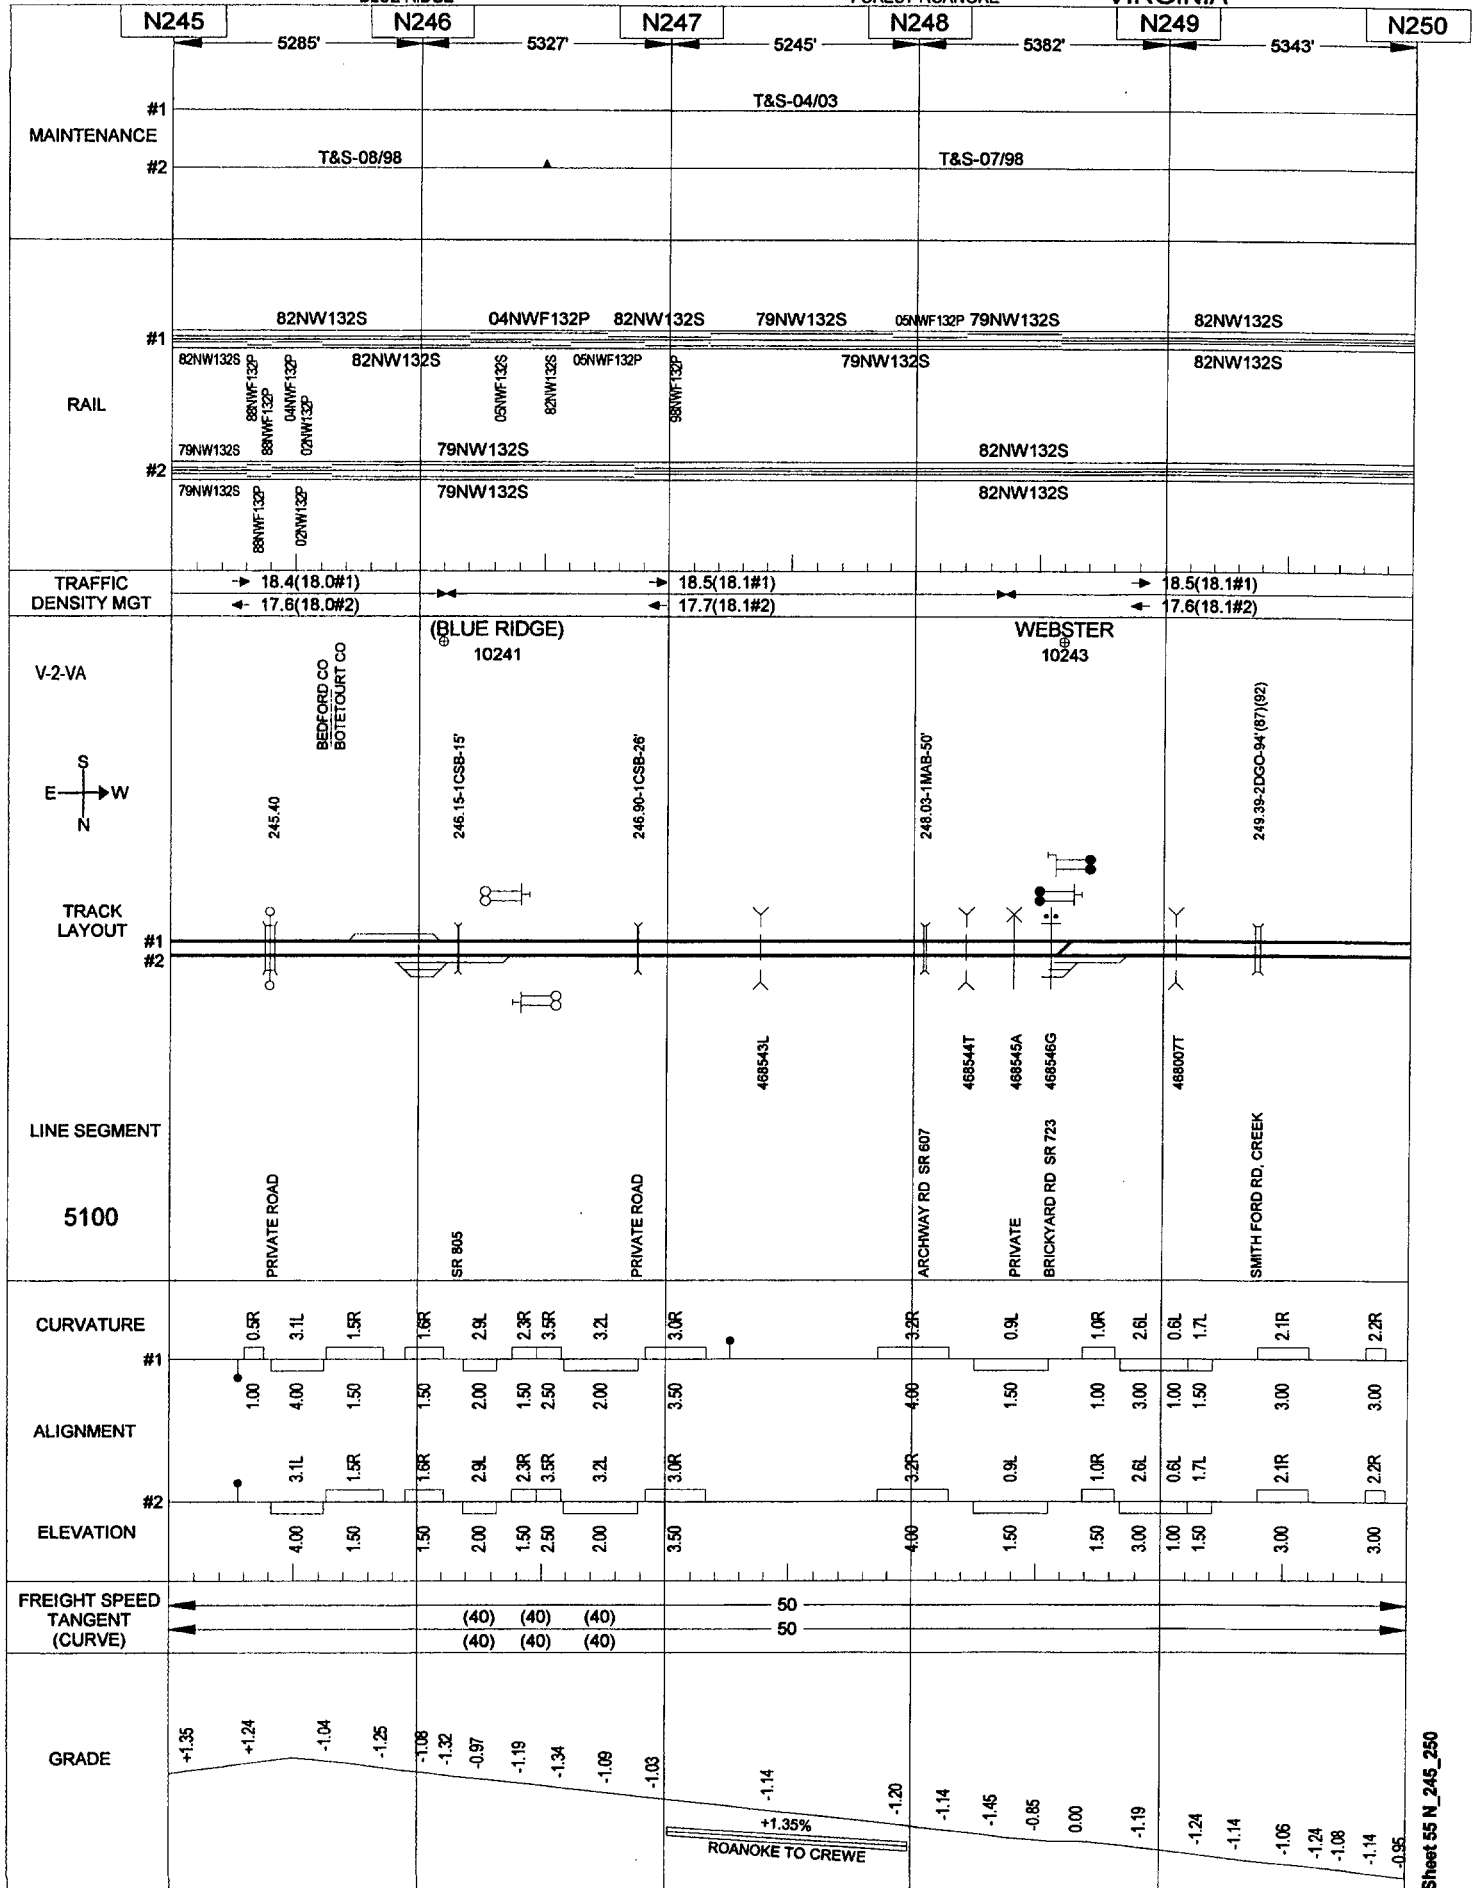 N245 N246 N247 N248 N249 N250
5285' 5327' 5245' 5382' 5343'
MAINTENANCE
#1 T&S-04/03
#2 T&S-08/98 T&S-07/98
RAIL
#1
82NW132S 04NWF132P 82NW132S 79NW132S 05NWF132P 79NW132S 82NW132S
82NW132S 88NWF132P 88NWF132P 04NWF132P 02NW132P 82NW132S 05NWF132S 82NW132S 05NWF132P 98NWF132P 79NW132S 82NW132S
#2
79NW132S 79NW132S 82NW132S
79NW132S 88NWF132P 02NW132P 79NW132S 82NW132S
TRAFFIC
DENSITY MGT
18.4(18.0#1) 18.5(18.1#1) 18.5(18.1#1)
17.6(18.0#2) 17.7(18.1#2) 17.6(18.1#2)
(BLUE RIDGE) WEBSTER
10241 10243
V-2-VA
BEDFORD CO
BOTETOURT CO
S
E W
N
245.40
246.15-1CSB-15'
246.90-1CSB-26'
248.03-1MAB-50'
249.39-2DGO-94'(87)(92)
TRACK
LAYOUT
#1
#2
468543L
468544T
468545A
468546G
468007T
LINE SEGMENT
5100
PRIVATE ROAD
SR 805
PRIVATE ROAD
ARCHWAY RD SR 607
PRIVATE
BRICKYARD RD SR 723
SMITH FORD RD, CREEK
CURVATURE
0.5R 3.1L 1.5R 1.6R 2.9L 2.3R 3.5R 3.2L 3.0R 3.2R 0.9L 1.0R 2.6L 0.6L 1.7L 2.1R 2.2R
#1
1.00 4.00 1.50 1.50 2.00 1.50 2.50 2.00 3.50 4.00 1.50 1.00 3.00 1.00 1.50 3.00 3.00
ALIGNMENT
3.1L 1.5R 1.6R 2.9L 2.3R 3.5R 3.2L 3.0R 3.2R 0.9L 1.0R 2.6L 0.6L 1.7L 2.1R 2.2R
#2
ELEVATION
4.00 1.50 1.50 2.00 1.50 2.50 2.00 3.50 4.00 1.50 1.50 3.00 1.00 1.50 3.00 3.00
FREIGHT SPEED
TANGENT
(CURVE)
50
(40) (40) (40)
50
(40) (40) (40)
GRADE
+1.35 +1.24 -1.04 -1.25 -1.08 -1.32 -0.97 -1.19 -1.34 -1.09 -1.03 -1.14 -1.20 -1.14 -1.45 -0.85 0.00 -1.19 -1.24 -1.14 -1.06 -1.24 -1.08 -1.14 -0.95
+1.35%
ROANOKE TO CREWE
Sheet 55 N_245_250